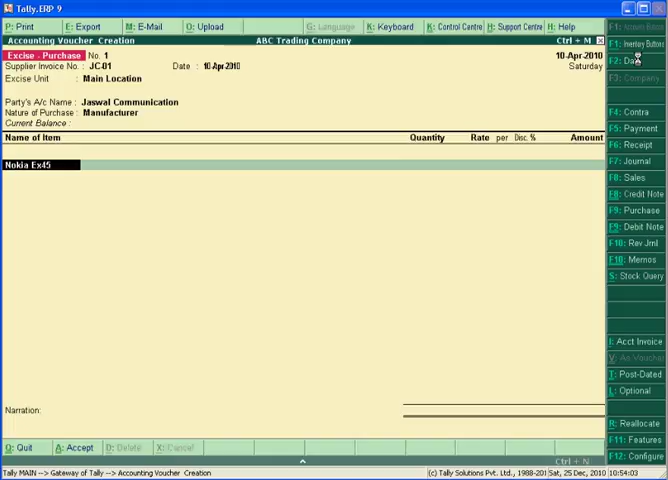 Tally.ERP 9
P: Print E: Export M: E-Mail O: Upload G: Language K: Keyboard K: Control Centre H: Support Centre H: Help
Accounting Voucher Creation ABC Trading Company Ctrl + M
Excise - Purchase No. 1 10-Apr-2010
Supplier Invoice No. : JC-01 Date : 10-Apr-2010 Saturday
Excise Unit : Main Location
Party's A/c Name : Jaswal Communication
Nature of Purchase : Manufacturer
Current Balance :
Name of Item Quantity Rate per Disc. % Amount
Nokia Ex45
Narration:
Q: Quit A: Accept D: Delete X: Cancel
Ctrl + N
Tally MAIN --> Gateway of Tally --> Accounting Voucher Creation (c) Tally Solutions Pvt. Ltd., 1988-201 Sat, 25 Dec, 2010 10:54:03
F1: Accounts Buttons
F1: Inventory Buttons
F2: Da
F3: Company
F4: Contra
F5: Payment
F6: Receipt
F7: Journal
F8: Sales
F8: Credit Note
F9: Purchase
F9: Debit Note
F10: Rev Jrnl
F10: Memos
S: Stock Query
I: Acct Invoice
V: As Voucher
T: Post-Dated
L: Optional
R: Reallocate
F11: Features
F12: Configure